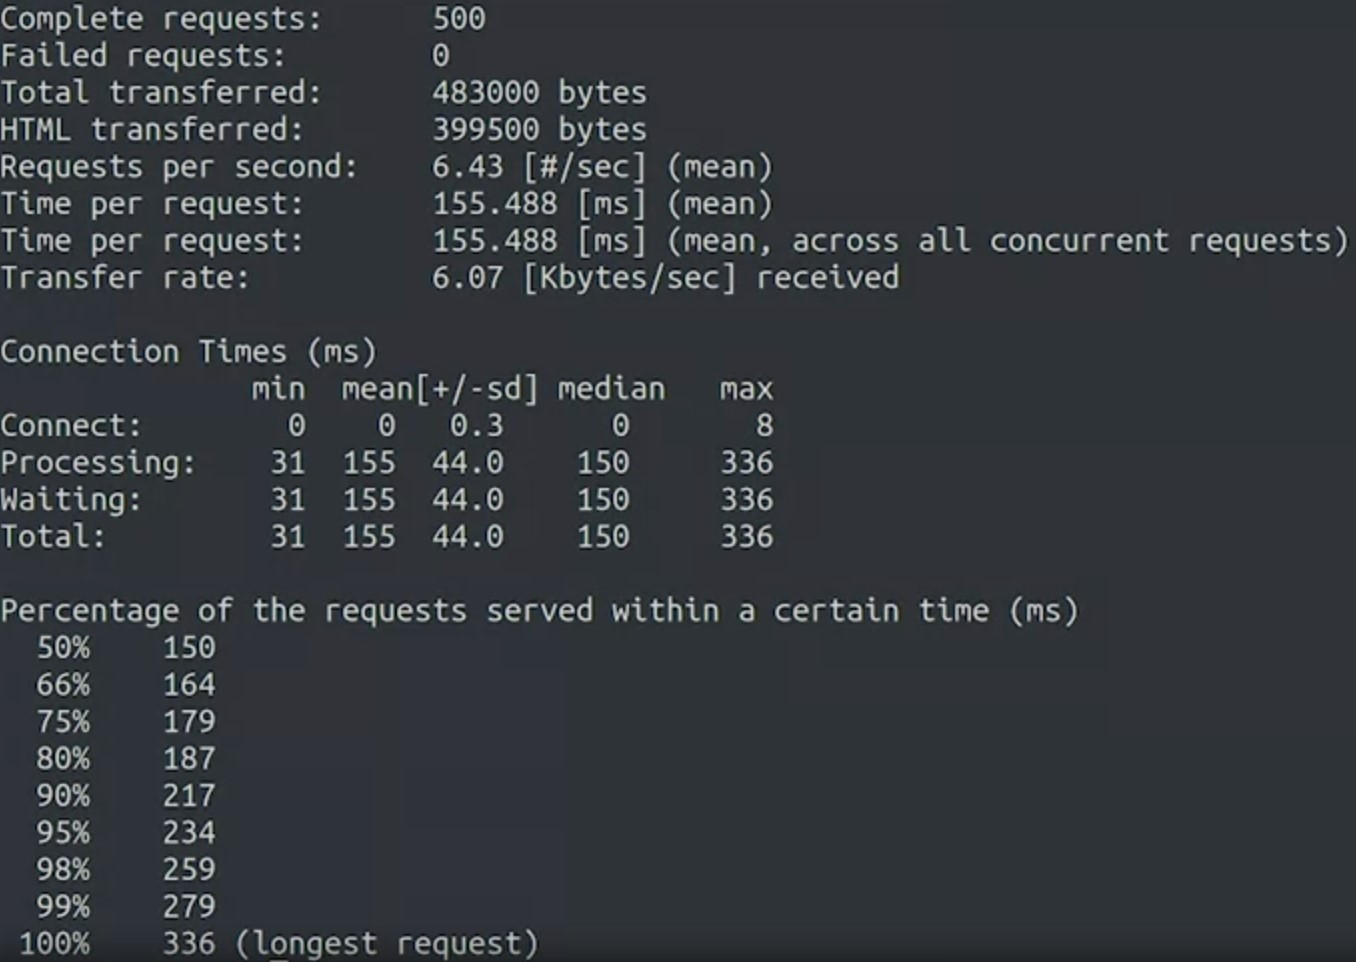 Complete requests:      500
Failed requests:        0
Total transferred:      483000 bytes
HTML transferred:       399500 bytes
Requests per second:    6.43 [#/sec] (mean)
Time per request:       155.488 [ms] (mean)
Time per request:       155.488 [ms] (mean, across all concurrent requests)
Transfer rate:          6.07 [Kbytes/sec] received
Connection Times (ms)
              min  mean[+/-sd] median   max
Connect:        0    0   0.3      0       8
Processing:    31  155  44.0    150     336
Waiting:       31  155  44.0    150     336
Total:         31  155  44.0    150     336
Percentage of the requests served within a certain time (ms)
  50%    150
  66%    164
  75%    179
  80%    187
  90%    217
  95%    234
  98%    259
  99%    279
 100%    336 (longest request)